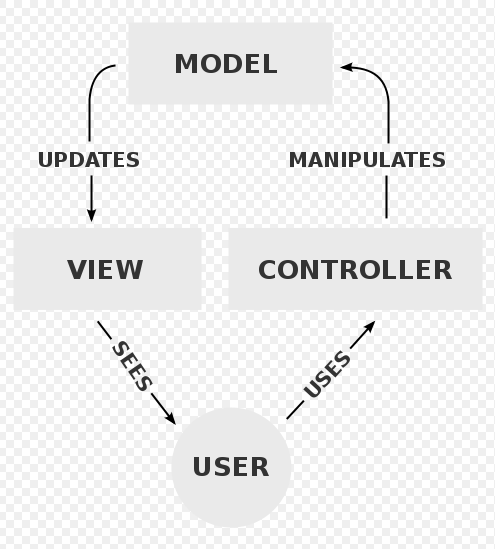 MODEL
UPDATES
MANIPULATES
VIEW
CONTROLLER
SEES
USES
USER